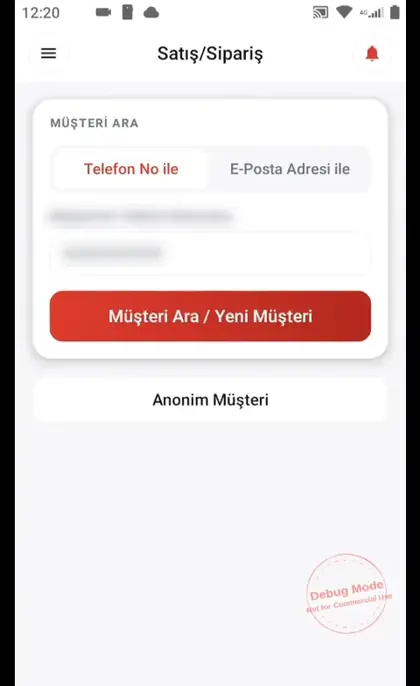 12:20
4G
Satış/Sipariş
MÜŞTERİ ARA
Telefon No ile
E-Posta Adresi ile
Müşteri Ara / Yeni Müşteri
Anonim Müşteri
Debug Mode
Not for Commercial Use